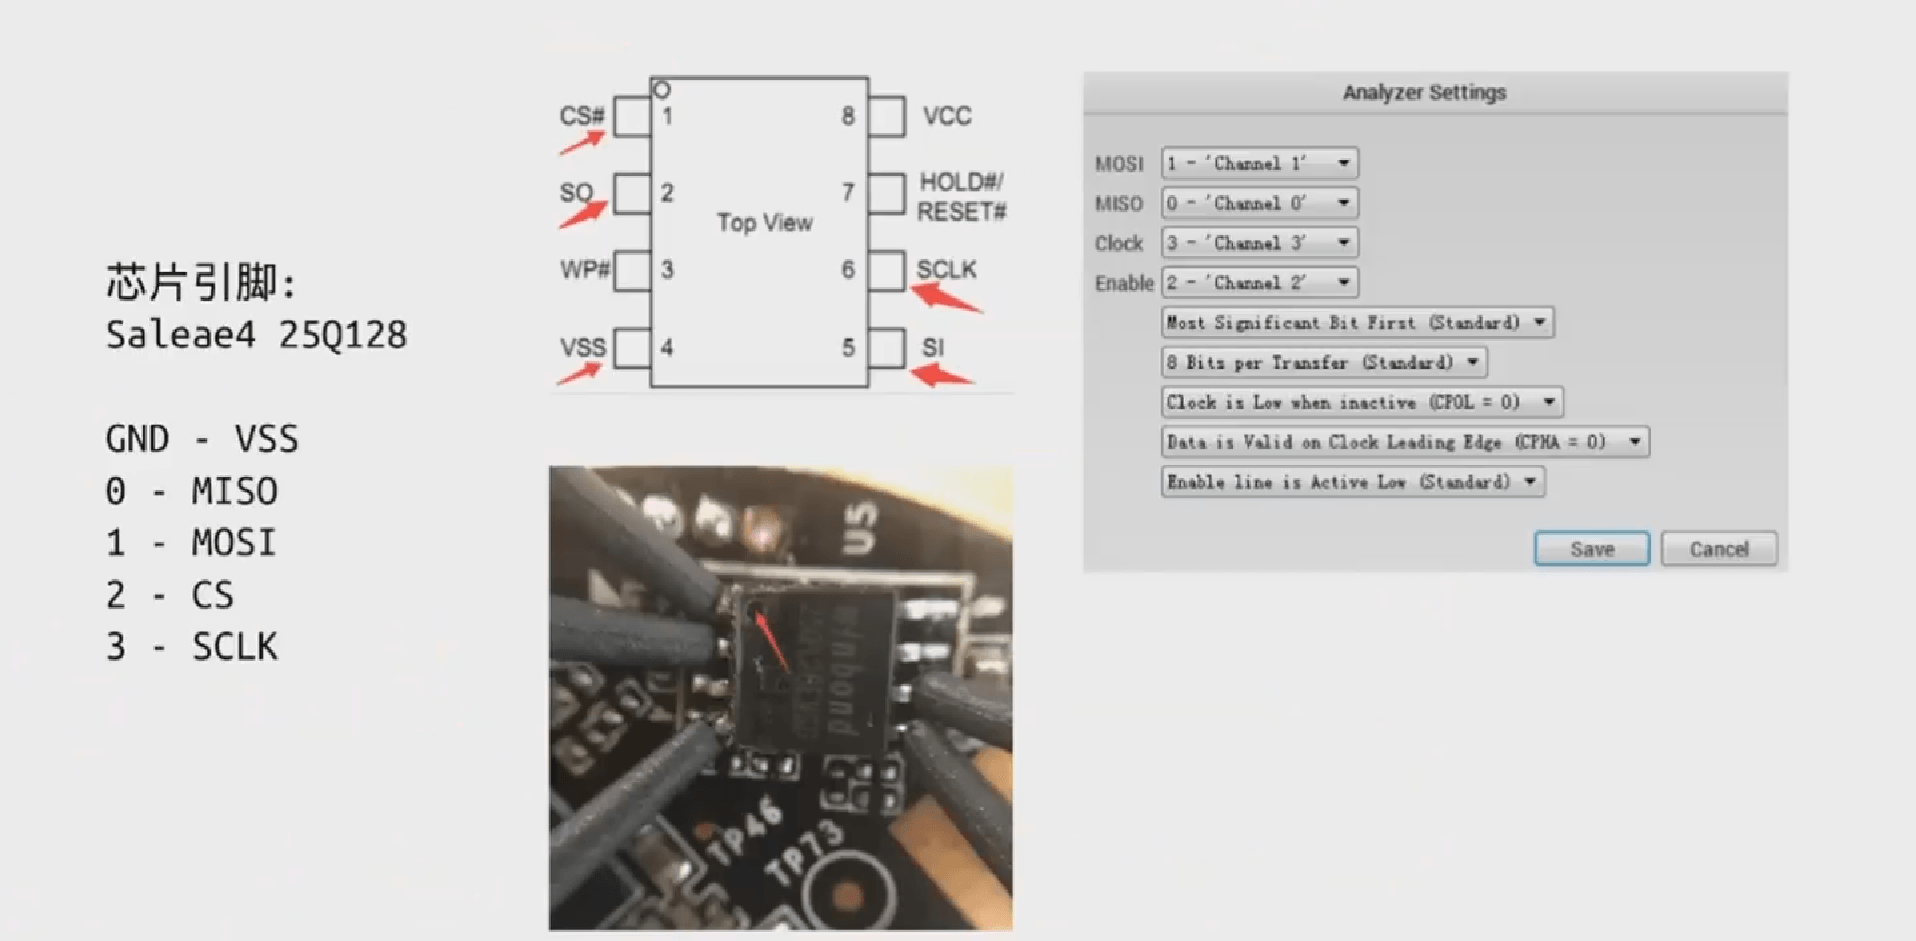 芯片引脚:
Saleae4 25Q128
GND - VSS
0 - MISO
1 - MOSI
2 - CS
3 - SCLK
CS#
1
8
VCC
SO
2
7
HOLD#/
RESET#
Top View
WP#
3
6
SCLK
VSS
4
5
SI
U5
winbond
TP46
TP73
Analyzer Settings
MOSI
1 - 'Channel 1'
MISO
0 - 'Channel 0'
Clock
3 - 'Channel 3'
Enable
2 - 'Channel 2'
Most Significant Bit First (Standard)
8 Bits per Transfer (Standard)
Clock is Low when inactive (CPOL = 0)
Data is Valid on Clock Leading Edge (CPHA = 0)
Enable line is Active Low (Standard)
Save
Cancel